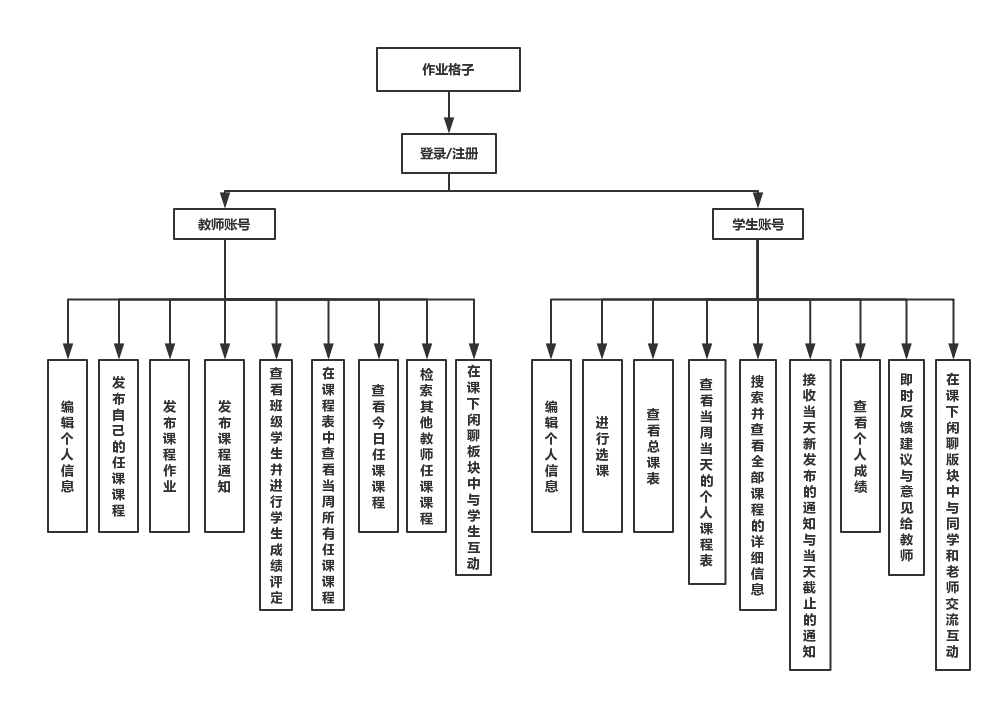 作业格子
登录/注册
教师账号
学生账号
编辑个人信息
发布自己的任课课程
发布课程作业
发布课程通知
查看班级学生并进行学生成绩评定
在课程表中查看当周所有任课课程
查看今日任课课程
检索其他教师任课课程
在课下闲聊板块中与学生互动
编辑个人信息
进行选课
查看总课表
查看当周当天的个人课程表
搜索并查看全部课程的详细信息
接收当天新发布的通知与当天截止的通知
查看个人成绩
即时反馈建议与意见给教师
在课下闲聊版块中与同学和老师交流互动